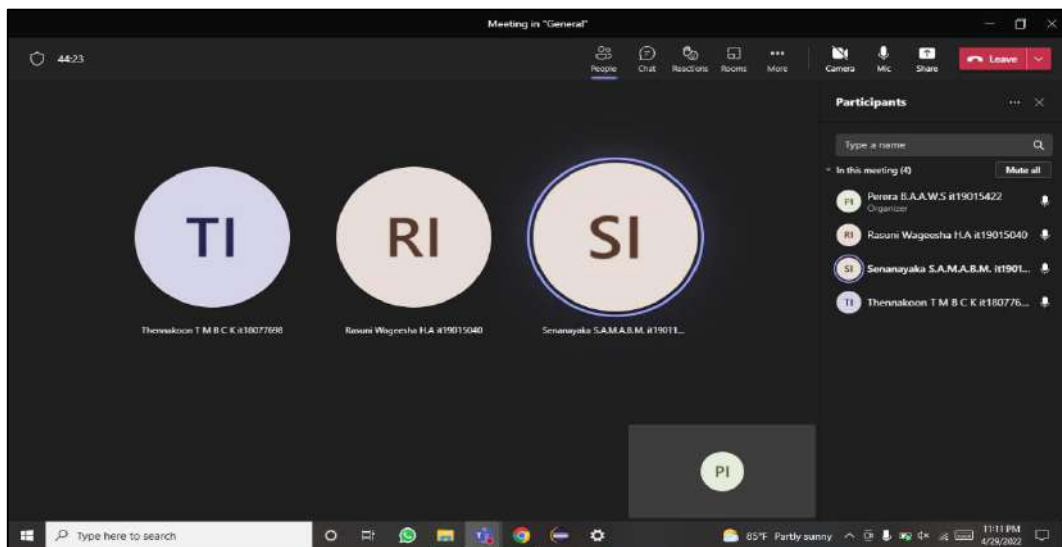 Meeting in "General"
44:23
People
Chat
Reactions
Rooms
More
Camera
Mic
Share
Leave
Participants
Type a name
In this meeting (4)
Mute all
PI
Perera B.A.A.W.S it19015422
Organizer
RI
Rasuni Wageesha H.A it19015040
SI
Senanayaka S.A.M.A.B.M. it1901...
TI
Thennakoon T M B C K it180776...
TI
RI
SI
Thennakoon T M B C K it18077698
Rasuni Wageesha H.A it19015040
Senanayaka S.A.M.A.B.M. it19011...
PI
Type here to search
85°F Partly sunny
11:11 PM
4/29/2022